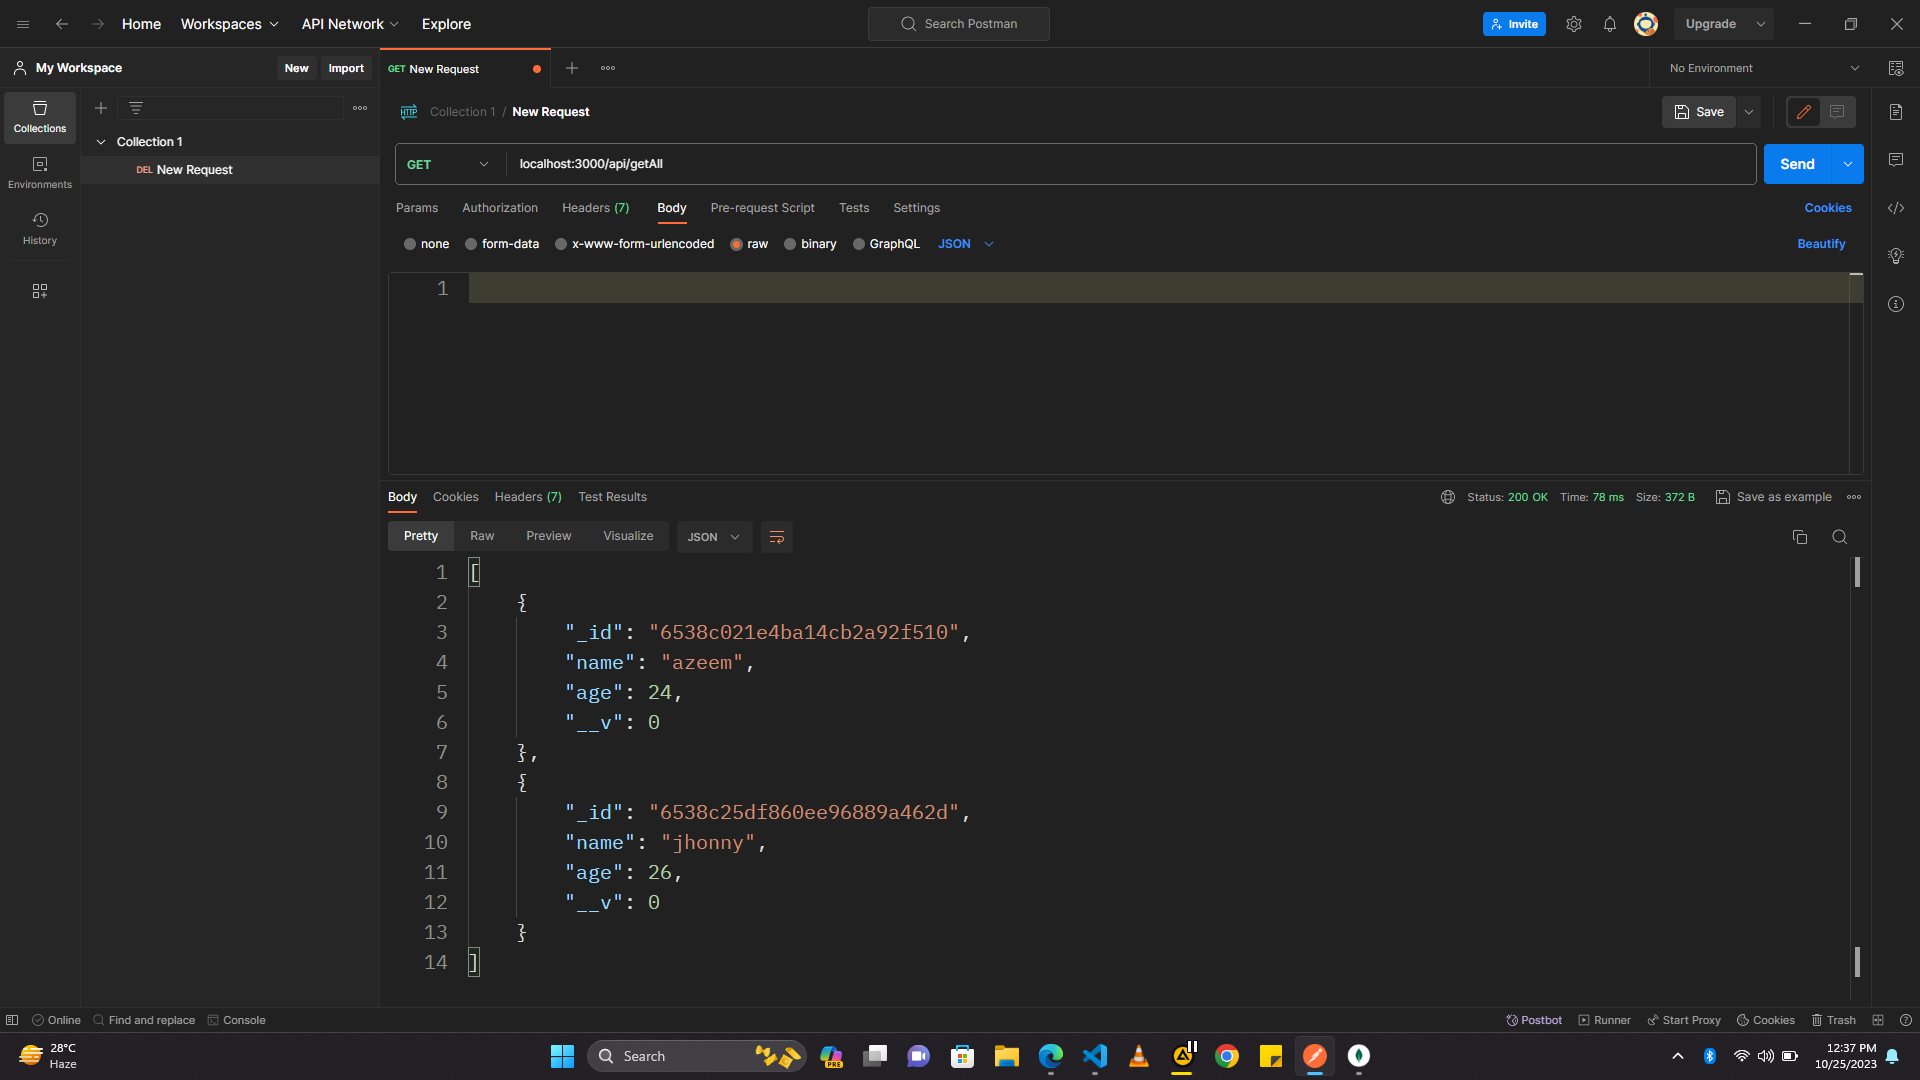 Home Workspaces API Network Explore Search Postman Invite Upgrade
My Workspace New Import GET New Request No Environment
Collections
Collection 1
DEL New Request
Environments
History
HTTP Collection 1 / New Request Save
GET localhost:3000/api/getAll Send
Params Authorization Headers (7) Body Pre-request Script Tests Settings Cookies
none form-data x-www-form-urlencoded raw binary GraphQL JSON Beautify
1
Body Cookies Headers (7) Test Results Status: 200 OK Time: 78 ms Size: 372 B Save as example
Pretty Raw Preview Visualize JSON
1 [
2 {
3 "_id": "6538c021e4ba14cb2a92f510",
4 "name": "azeem",
5 "age": 24,
6 "__v": 0
7 },
8 {
9 "_id": "6538c25df860ee96889a462d",
10 "name": "jhonny",
11 "age": 26,
12 "__v": 0
13 }
14 ]
Online Find and replace Console Postbot Runner Start Proxy Cookies Trash
28°C
Haze
Search
PRE
12:37 PM
10/25/2023